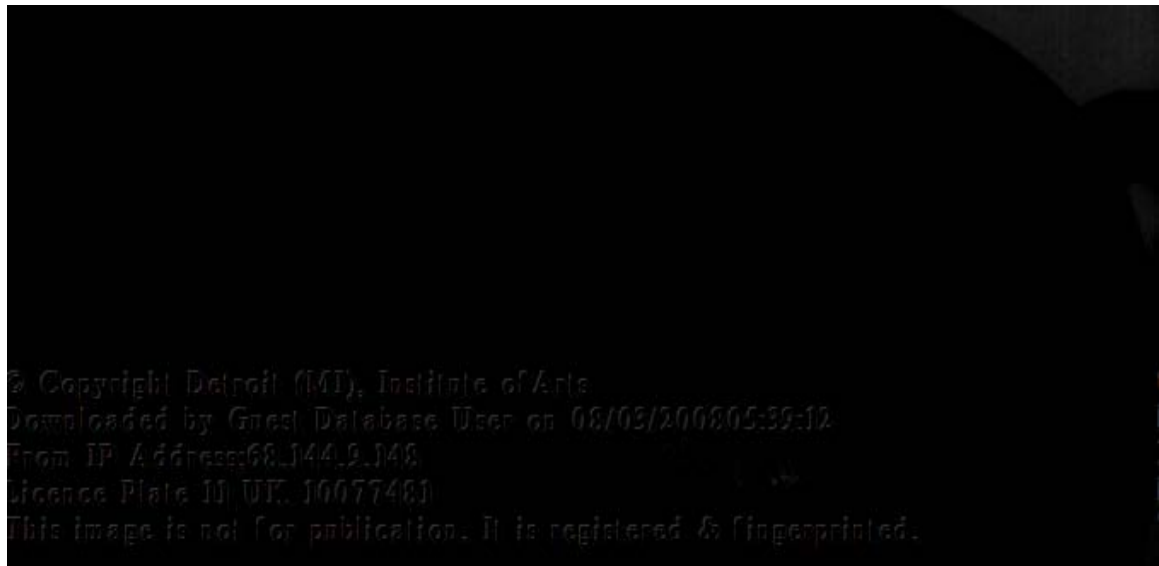 © Copyright Detroit (MI), Institute of Arts
Downloaded by Guest Database User on 08/03/200805:39:12
From IP Address:68.144.9.148
Licence Plate ID UK 10077481
This image is not for publication. It is registered & fingerprinted.